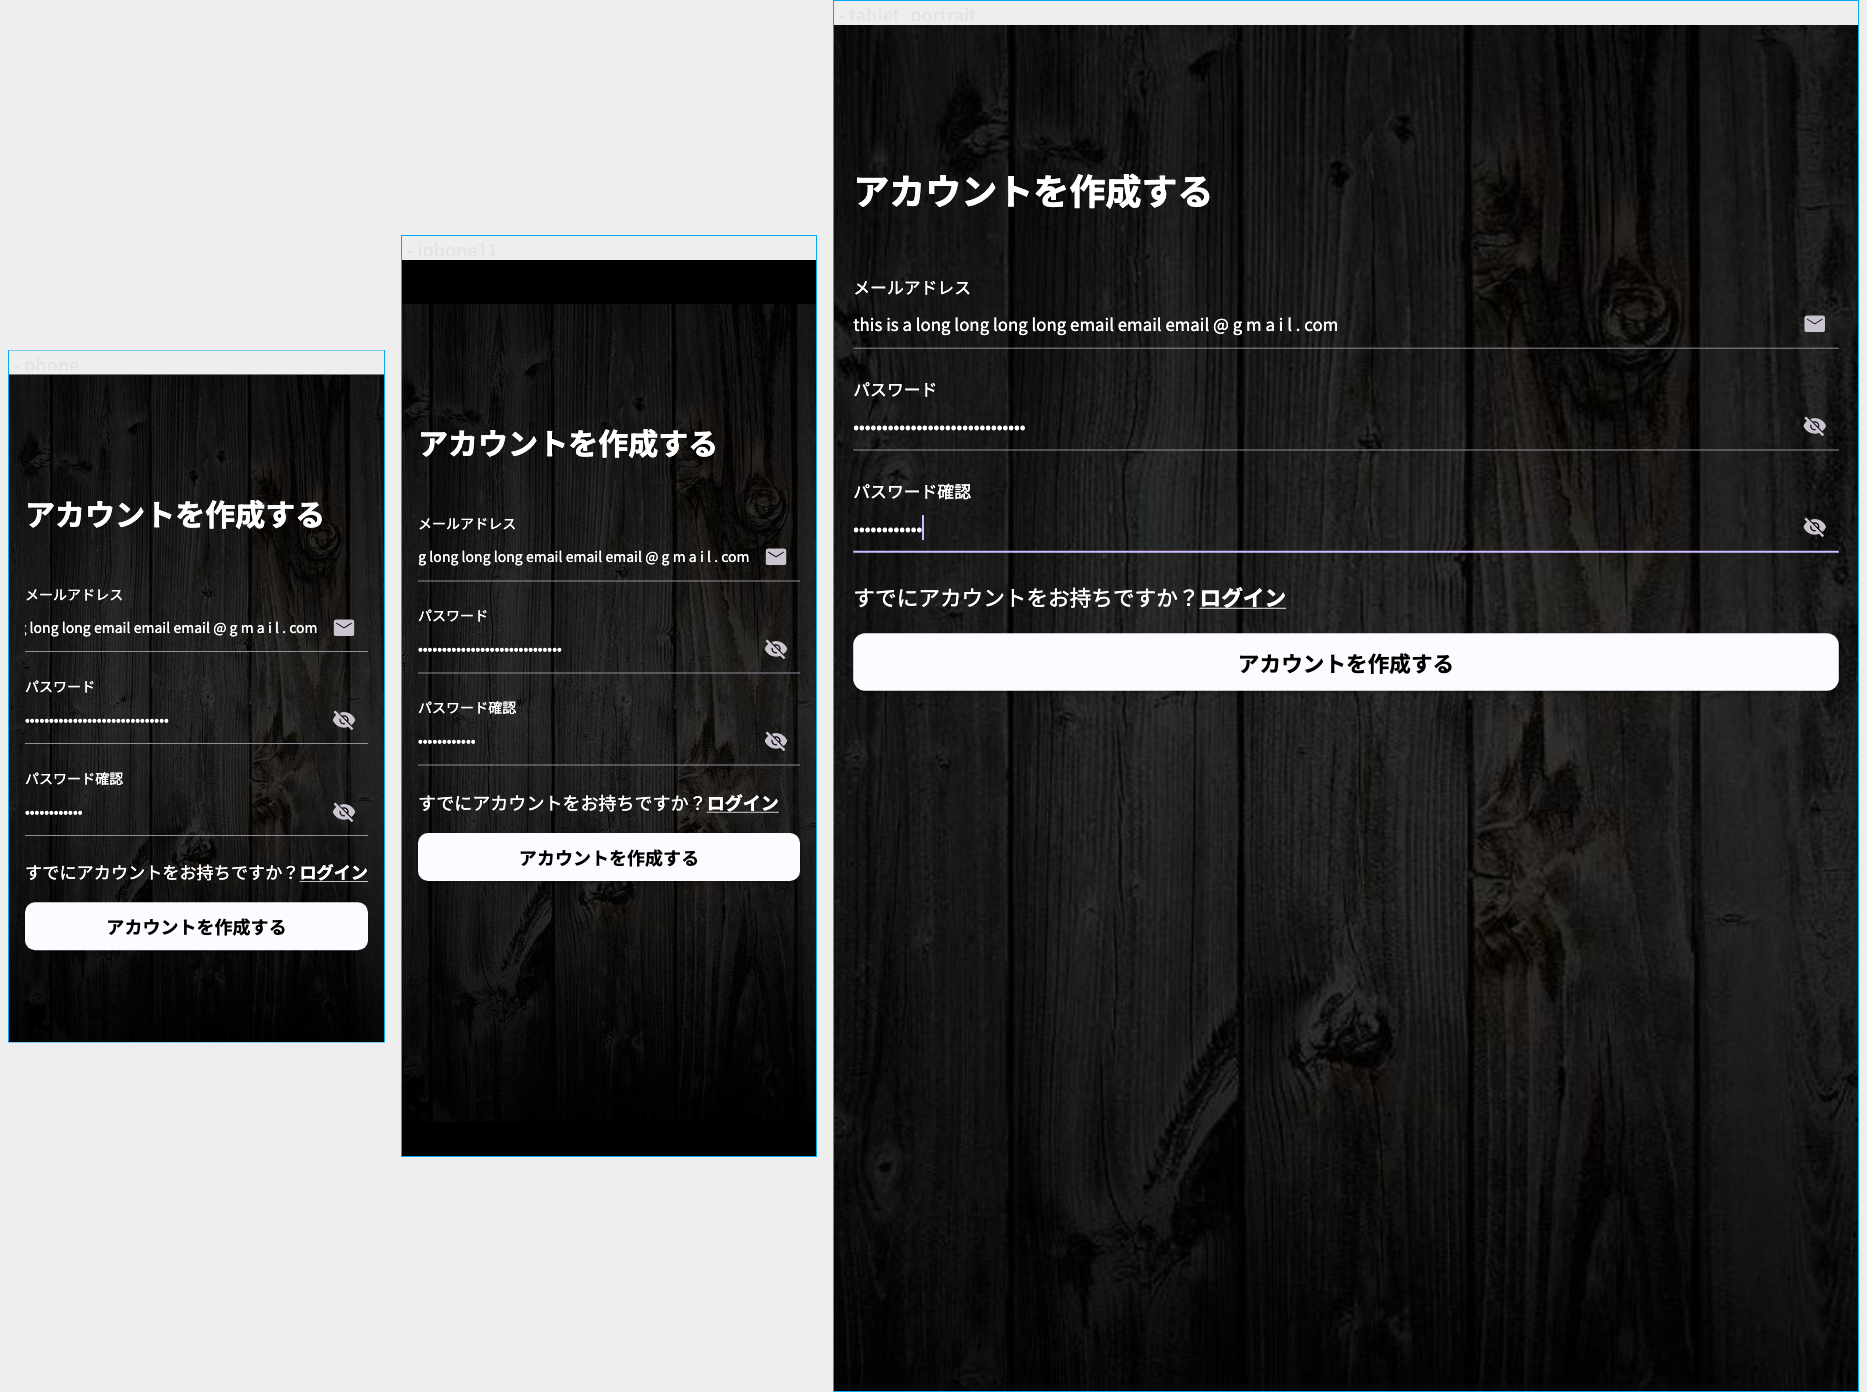 - phone
アカウントを作成する
メールアドレス
long long email email email @ g m a i l . com
パスワード
••••••••••••••••••••••••••••••
パスワード確認
••••••••••••
すでにアカウントをお持ちですか？ログイン
アカウントを作成する
- iphone11
アカウントを作成する
メールアドレス
g long long long email email email @ g m a i l . com
パスワード
••••••••••••••••••••••••••••••
パスワード確認
••••••••••••
すでにアカウントをお持ちですか？ログイン
アカウントを作成する
- tablet_portrait
アカウントを作成する
メールアドレス
this is a long long long long email email email @ g m a i l . com
パスワード
••••••••••••••••••••••••••••••
パスワード確認
••••••••••••
すでにアカウントをお持ちですか？ログイン
アカウントを作成する